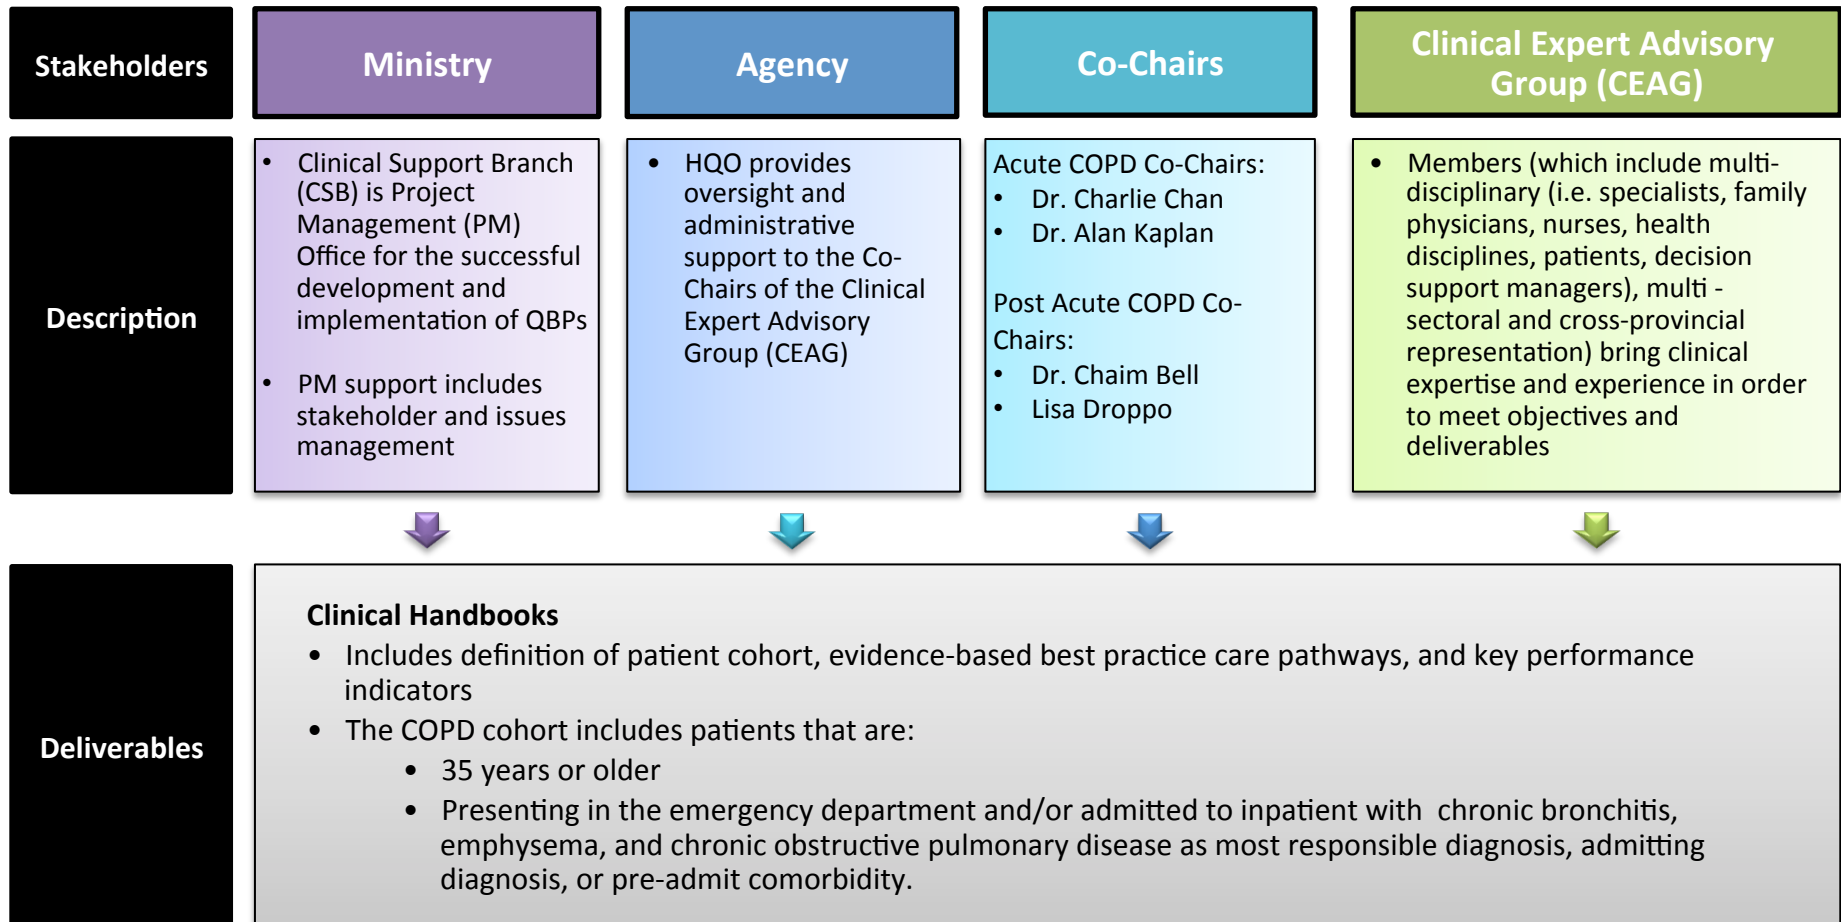 Stakeholders
Ministry
Agency
Co-Chairs
Clinical Expert Advisory
Group (CEAG)
Description
• Clinical Support Branch
(CSB) is Project
Management (PM)
Office for the successful
development and
implementation of QBPs
• PM support includes
stakeholder and issues
management
• HQO provides
oversight and
administrative
support to the Co-
Chairs of the Clinical
Expert Advisory
Group (CEAG)
Acute COPD Co-Chairs:
• Dr. Charlie Chan
• Dr. Alan Kaplan
Post Acute COPD Co-
Chairs:
• Dr. Chaim Bell
• Lisa Droppo
• Members (which include multi-
disciplinary (i.e. specialists, family
physicians, nurses, health
disciplines, patients, decision
support managers), multi -
sectoral and cross-provincial
representation) bring clinical
expertise and experience in order
to meet objectives and
deliverables
Deliverables
Clinical Handbooks
• Includes definition of patient cohort, evidence-based best practice care pathways, and key performance
indicators
• The COPD cohort includes patients that are:
• 35 years or older
• Presenting in the emergency department and/or admitted to inpatient with  chronic bronchitis,
emphysema, and chronic obstructive pulmonary disease as most responsible diagnosis, admitting
diagnosis, or pre-admit comorbidity.